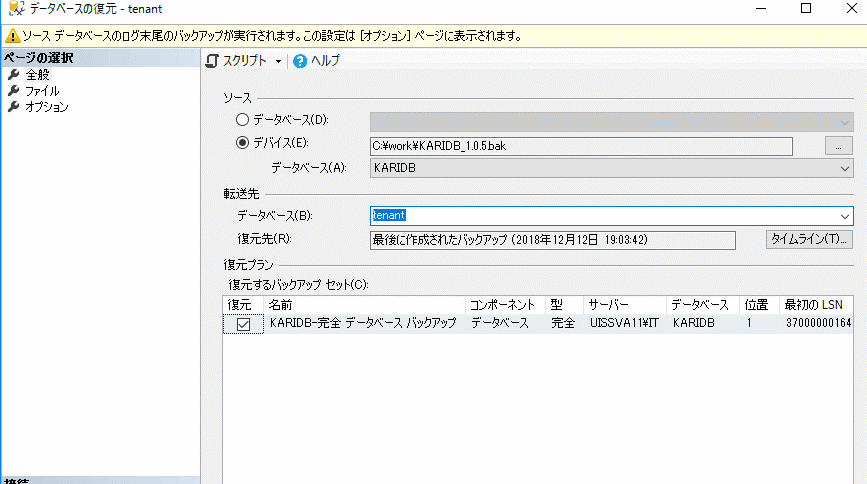 データベースの復元 - tenant
ソース データベースのログ末尾のバックアップが実行されます。この設定は [オプション] ページに表示されます。
ページの選択
全般
ファイル
オプション
スクリプト
ヘルプ
ソース
データベース(D):
デバイス(E):
C:¥work¥KARIDB_1.0.5.bak
...
データベース(A):
KARIDB
転送先
データベース(B):
tenant
復元先(R):
最後に作成されたバックアップ (2018年12月12日 19:03:42)
タイムライン(T)...
復元プラン
復元するバックアップ セット(C):
復元 名前 コンポーネント 型 サーバー データベース 位置 最初の LSN
KARIDB-完全 データベース バックアップ データベース 完全 UISSVA11¥IT KARIDB 1 37000000164